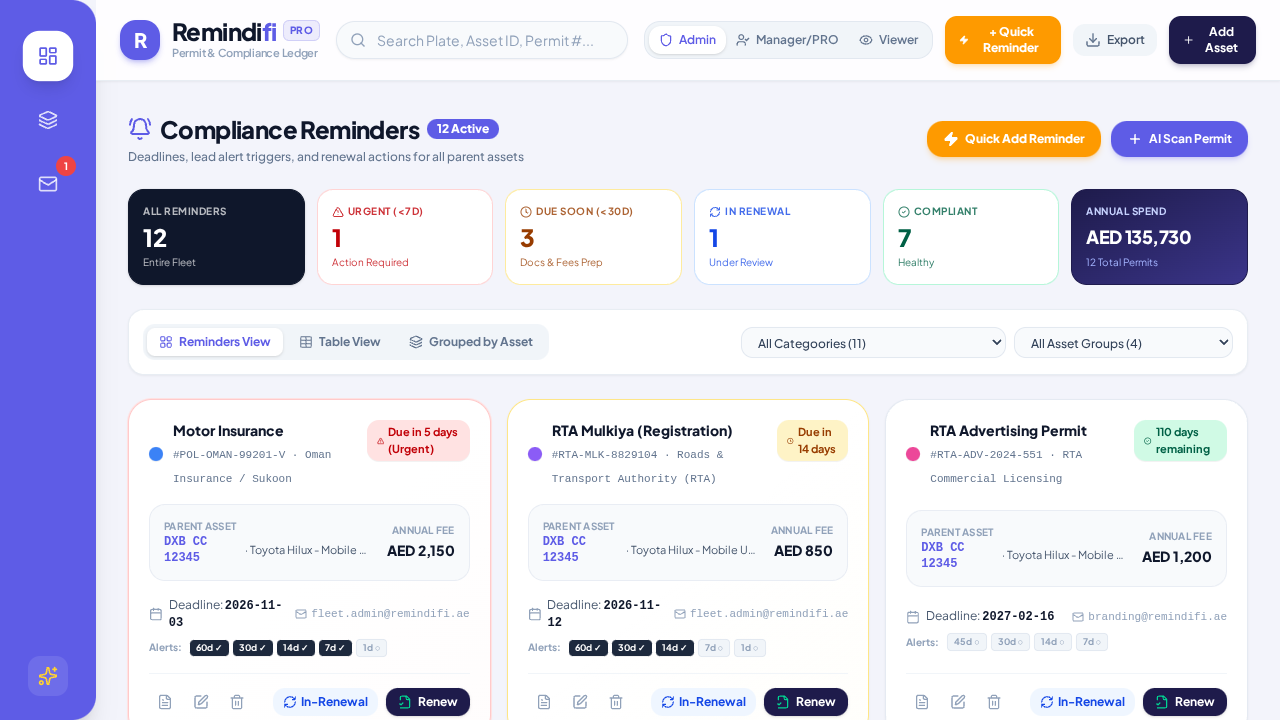 R
Remindifi PRO
Permit & Compliance Ledger
Search Plate, Asset ID, Permit #...
Admin
Manager/PRO
Viewer
+ Quick
Reminder
Export
Add
Asset
1
Compliance Reminders 12 Active
Deadlines, lead alert triggers, and renewal actions for all parent assets
Quick Add Reminder
AI Scan Permit
ALL REMINDERS
12
Entire Fleet
URGENT (<7D)
1
Action Required
DUE SOON (<30D)
3
Docs & Fees Prep
IN RENEWAL
1
Under Review
COMPLIANT
7
Healthy
ANNUAL SPEND
AED 135,730
12 Total Permits
Reminders View
Table View
Grouped by Asset
All Categories (11)
All Asset Groups (4)
Motor Insurance
#POL-OMAN-99201-V · Oman
Insurance / Sukoon
Due in 5 days
(Urgent)
PARENT ASSET
DXB CC
12345
· Toyota Hilux - Mobile ...
ANNUAL FEE
AED 2,150
Deadline: 2026-11-
03
fleet.admin@remindifi.ae
Alerts: 60d ✓ 30d ✓ 14d ✓ 7d ✓ 1d ○
In-Renewal
Renew
RTA Mulkiya (Registration)
#RTA-MLK-8829104 · Roads &
Transport Authority (RTA)
Due in
14 days
PARENT ASSET
DXB CC
12345
· Toyota Hilux - Mobile U...
ANNUAL FEE
AED 850
Deadline: 2026-11-
12
fleet.admin@remindifi.ae
Alerts: 60d ✓ 30d ✓ 14d ✓ 7d ○ 1d ○
In-Renewal
Renew
RTA Advertising Permit
#RTA-ADV-2024-551 · RTA
Commercial Licensing
110 days
remaining
PARENT ASSET
DXB CC
12345
· Toyota Hilux - Mobile ...
ANNUAL FEE
AED 1,200
Deadline: 2027-02-16
branding@remindifi.ae
Alerts: 45d ○ 30d ○ 14d ○ 7d ○
In-Renewal
Renew